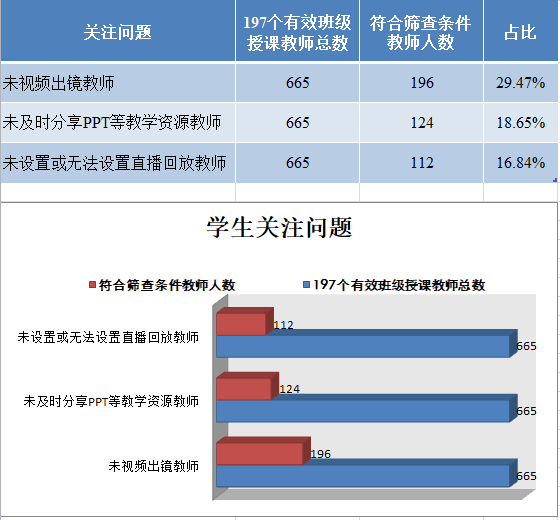 关注问题
197个有效班级
授课教师总数
符合筛查条件
教师人数
占比
未视频出镜教师 665 196 29.47%
未及时分享PPT等教学资源教师 665 124 18.65%
未设置或无法设置直播回放教师 665 112 16.84%
学生关注问题
符合筛查条件教师人数 197个有效班级授课教师总数
未设置或无法设置直播回放教师 112
665
未及时分享PPT等教学资源教师 124
665
未视频出镜教师 196
665